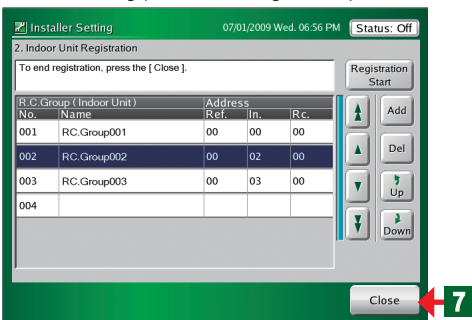 Installer Setting 07/01/2009 Wed. 06:56 PM Status: Off
2. Indoor Unit Registration
To end registration, press the [ Close ].
Registration
Start
R.C.Group ( Indoor Unit ) Address
No. Name Ref. In. Rc.
001 RC.Group001 00 00 00
002 RC.Group002 00 02 00
003 RC.Group003 00 03 00
004
Add
Del
Up
Down
Close
7